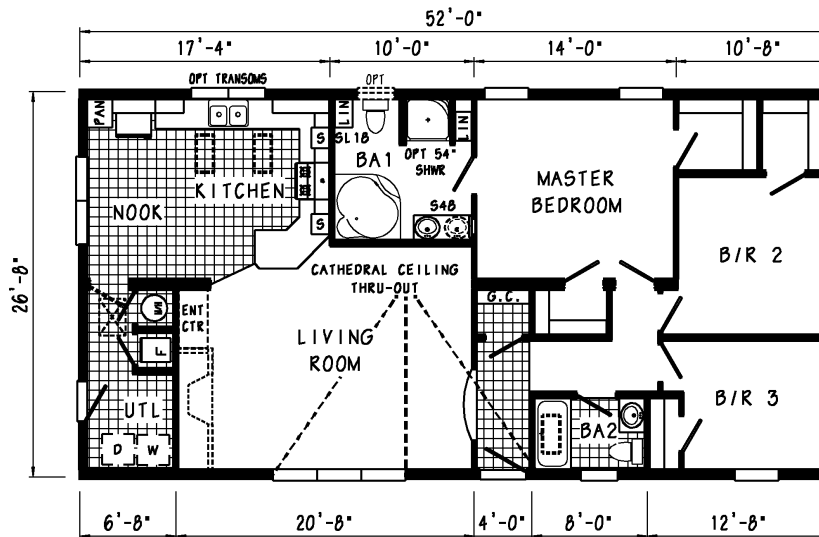 52'-0"
17'-4"
10'-0"
14'-0"
10'-8"
OPT TRANSOMS
OPT
PAN
LIN
LIN
S
SL18
OPT 54"
SHWR
BA1
KITCHEN
NOOK
S
S48
MASTER
BEDROOM
B/R 2
26'-8"
CATHEDRAL CEILING
THRU-OUT
G.C.
ENT
CTR
WH
F
LIVING
ROOM
UTL
D
W
BA2
B/R 3
6'-8"
20'-8"
4'-0"
8'-0"
12'-8"